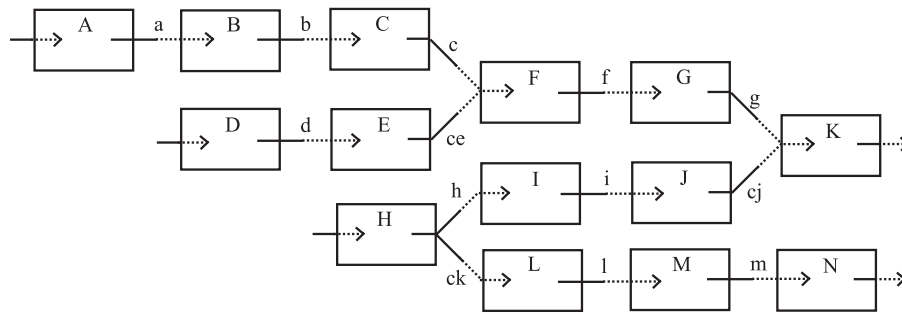 A a B b C c
F f G g
D d E ce
K
h I i J cj
H
ck L l M m N